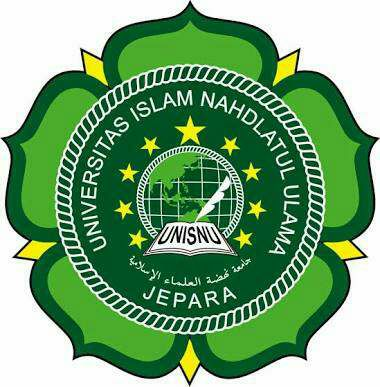 UNIVERSITAS ISLAM NAHDLATUL ULAMA
UNISNU
جامعة نهضة العلماء الإسلامية
JEPARA